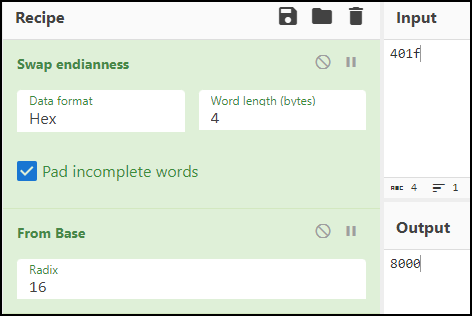 Recipe
Swap endianness
Data format
Hex
Word length (bytes)
4
Pad incomplete words
From Base
Radix
16
Input
401f
ABC 4 1
Output
8000